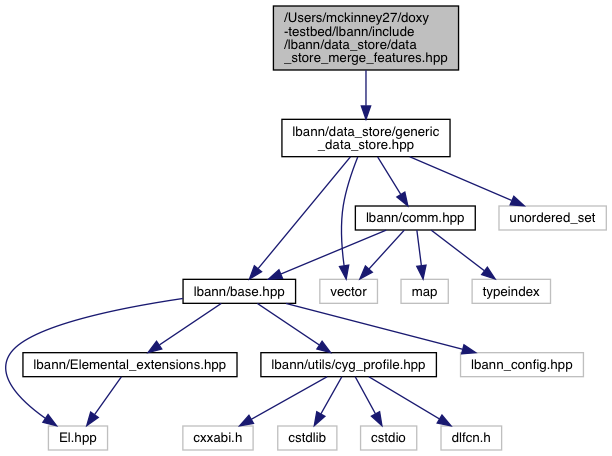 /Users/mckinney27/doxy
-testbed/lbann/include
/lbann/data_store/data
_store_merge_features.hpp
lbann/data_store/generic
_data_store.hpp
lbann/comm.hpp
unordered_set
lbann/base.hpp
vector
map
typeindex
lbann/Elemental_extensions.hpp
lbann/utils/cyg_profile.hpp
lbann_config.hpp
El.hpp
cxxabi.h
cstdlib
cstdio
dlfcn.h